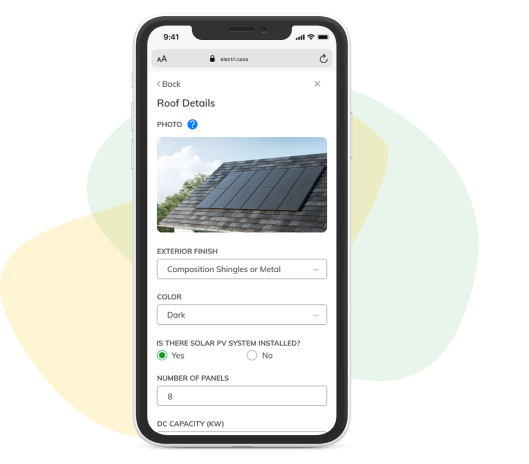 9:41
AA electri.casa
< Back ×
Roof Details
PHOTO ?
EXTERIOR FINISH
Composition Shingles or Metal
COLOR
Dark
IS THERE SOLAR PV SYSTEM INSTALLED?
Yes No
NUMBER OF PANELS
8
DC CAPACITY (KW)